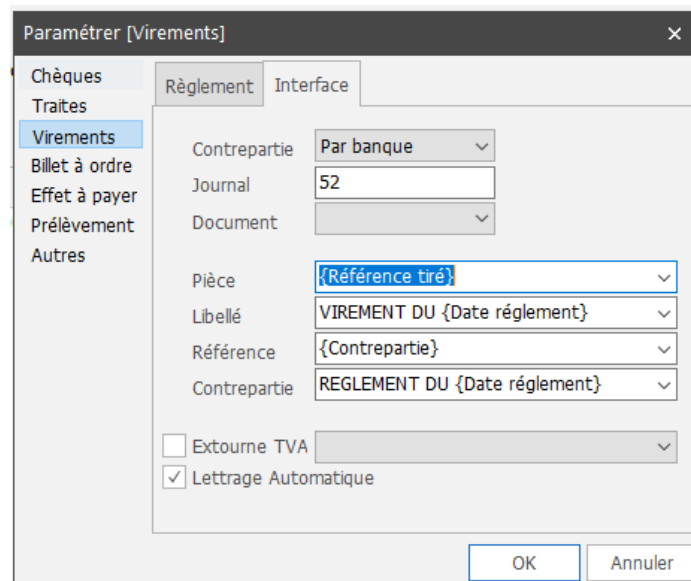 Paramétrer [Virements]
Chèques
Traites
Virements
Billet à ordre
Effet à payer
Prélèvement
Autres
Règlement Interface
Contrepartie Par banque
Journal 52
Document
Pièce {Référence tiré}
Libellé VIREMENT DU {Date réglement}
Référence {Contrepartie}
Contrepartie REGLEMENT DU {Date réglement}
Extourne TVA
Lettrage Automatique
OK Annuler